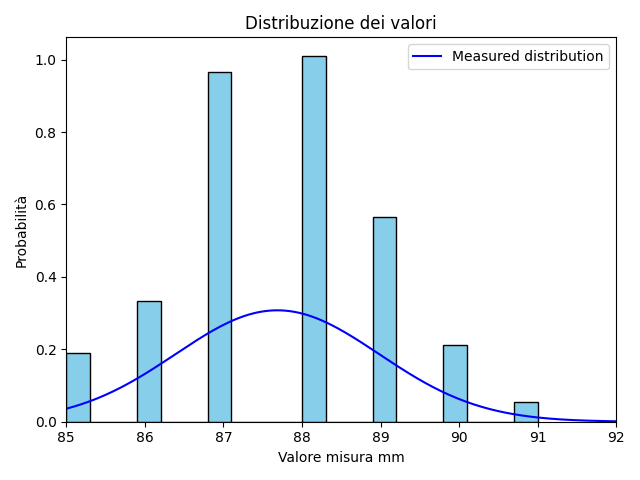 Distribuzione dei valori
Measured distribution
Probabilità
1.0
0.8
0.6
0.4
0.2
0.0
85 86 87 88 89 90 91 92
Valore misura mm